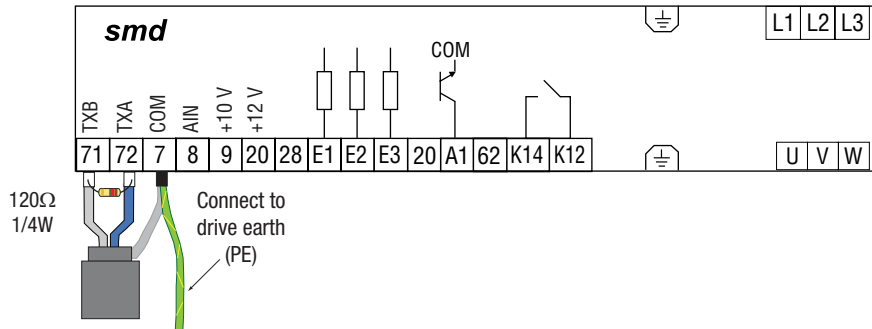 smd
COM
L1 L2 L3
TXB
TXA
COM
AIN
+10 V
+12 V
71 72 7 8 9 20 28 E1 E2 E3 20 A1 62 K14 K12
U V W
120Ω
1/4W
Connect to
drive earth
(PE)